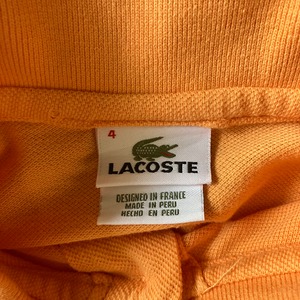 4
LACOSTE
DESIGNED IN FRANCE
MADE IN PERU
HECHO EN PERU